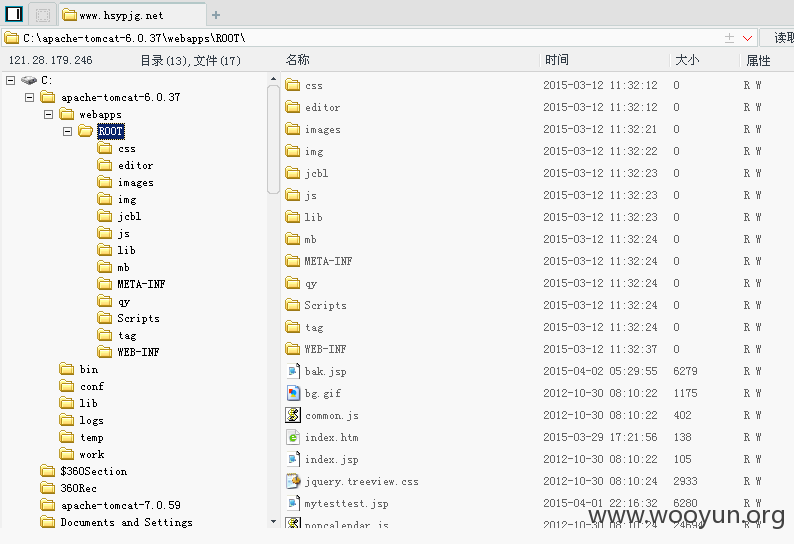 www.hsypjg.net
C:\apache-tomcat-6.0.37\webapps\ROOT\ 读取
121.28.179.246 目录(13),文件(17) 名称 时间 大小 属性
C:
apache-tomcat-6.0.37
webapps
ROOT
css
editor
images
img
jcbl
js
lib
mb
META-INF
qy
Scripts
tag
WEB-INF
bin
conf
lib
logs
temp
work
$360Section
360Rec
apache-tomcat-7.0.59
Documents and Settings
css 2015-03-12 11:32:12 0 R W
editor 2015-03-12 11:32:12 0 R W
images 2015-03-12 11:32:21 0 R W
img 2015-03-12 11:32:22 0 R W
jcbl 2015-03-12 11:32:23 0 R W
js 2015-03-12 11:32:23 0 R W
lib 2015-03-12 11:32:23 0 R W
mb 2015-03-12 11:32:24 0 R W
META-INF 2015-03-12 11:32:24 0 R W
qy 2015-03-12 11:32:24 0 R W
Scripts 2015-03-12 11:32:24 0 R W
tag 2015-03-12 11:32:24 0 R W
WEB-INF 2015-03-12 11:32:37 0 R W
bak.jsp 2015-04-02 05:29:55 6279 R W
bg.gif 2012-10-30 08:10:22 1175 R W
common.js 2012-10-30 08:10:22 402 R W
index.htm 2015-03-29 17:21:56 138 R W
index.jsp 2012-10-30 08:10:22 105 R W
jquery.treeview.css 2012-10-30 08:10:24 2933 R W
mytesttest.jsp 2015-04-01 22:16:32 6280 R W
popcalendar.js 2012-10-30 08:10:24 24694 R W
www.wooyun.org